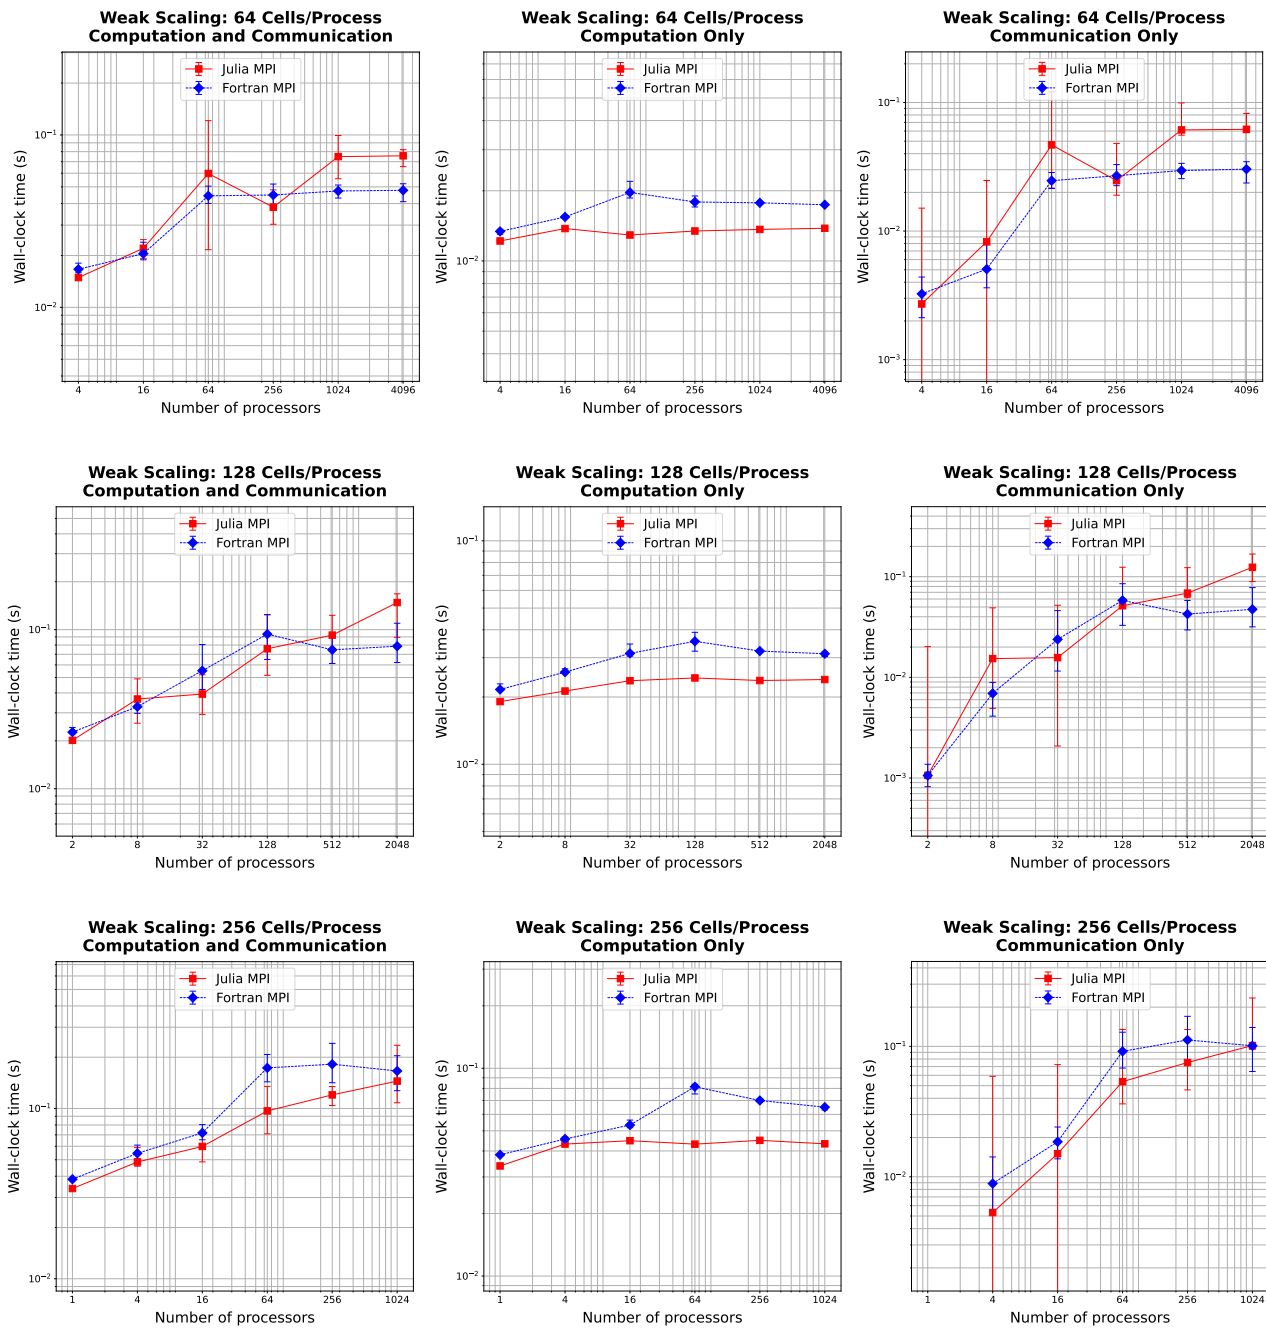 Weak Scaling: 64 Cells/Process
Computation and Communication
Julia MPI
Fortran MPI
10⁻¹
10⁻²
Wall-clock time (s)
4 16 64 256 1024 4096
Number of processors
Weak Scaling: 64 Cells/Process
Computation Only
Julia MPI
Fortran MPI
10⁻²
Wall-clock time (s)
4 16 64 256 1024 4096
Number of processors
Weak Scaling: 64 Cells/Process
Communication Only
Julia MPI
Fortran MPI
10⁻¹
10⁻²
10⁻³
Wall-clock time (s)
4 16 64 256 1024 4096
Number of processors
Weak Scaling: 128 Cells/Process
Computation and Communication
Julia MPI
Fortran MPI
10⁻¹
10⁻²
Wall-clock time (s)
2 8 32 128 512 2048
Number of processors
Weak Scaling: 128 Cells/Process
Computation Only
Julia MPI
Fortran MPI
10⁻¹
10⁻²
Wall-clock time (s)
2 8 32 128 512 2048
Number of processors
Weak Scaling: 128 Cells/Process
Communication Only
Julia MPI
Fortran MPI
10⁻¹
10⁻²
10⁻³
Wall-clock time (s)
2 8 32 128 512 2048
Number of processors
Weak Scaling: 256 Cells/Process
Computation and Communication
Julia MPI
Fortran MPI
10⁻¹
10⁻²
Wall-clock time (s)
1 4 16 64 256 1024
Number of processors
Weak Scaling: 256 Cells/Process
Computation Only
Julia MPI
Fortran MPI
10⁻¹
10⁻²
Wall-clock time (s)
1 4 16 64 256 1024
Number of processors
Weak Scaling: 256 Cells/Process
Communication Only
Julia MPI
Fortran MPI
10⁻¹
10⁻²
Wall-clock time (s)
1 4 16 64 256 1024
Number of processors